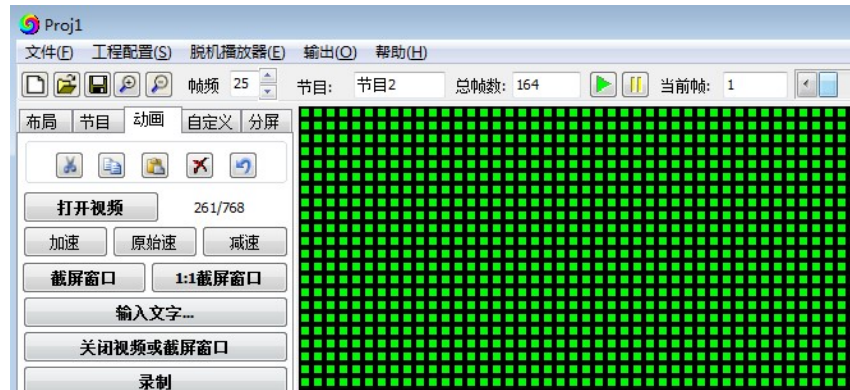 Proj1
文件(F) 工程配置(S) 脱机播放器(E) 输出(O) 帮助(H)
帧频 25 节目: 节目2 总帧数: 164 当前帧: 1
布局 节目 动画 自定义 分屏
打开视频 261/768
加速 原始速 减速
截屏窗口 1:1截屏窗口
输入文字...
关闭视频或截屏窗口
录制